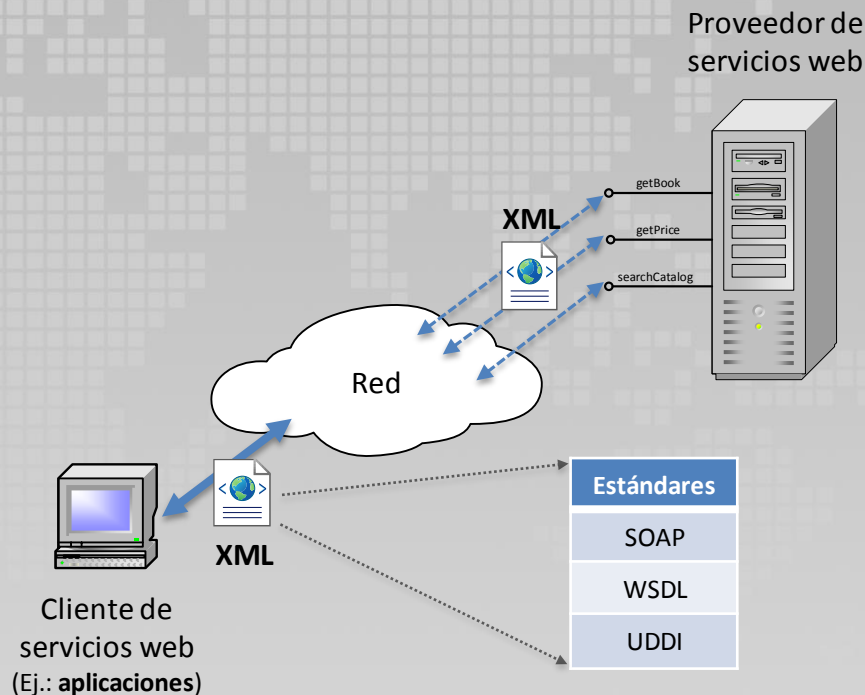 Proveedor de
servicios web
getBook
getPrice
searchCatalog
XML
Red
XML
Cliente de
servicios web
(Ej.: aplicaciones)
Estándares
SOAP
WSDL
UDDI